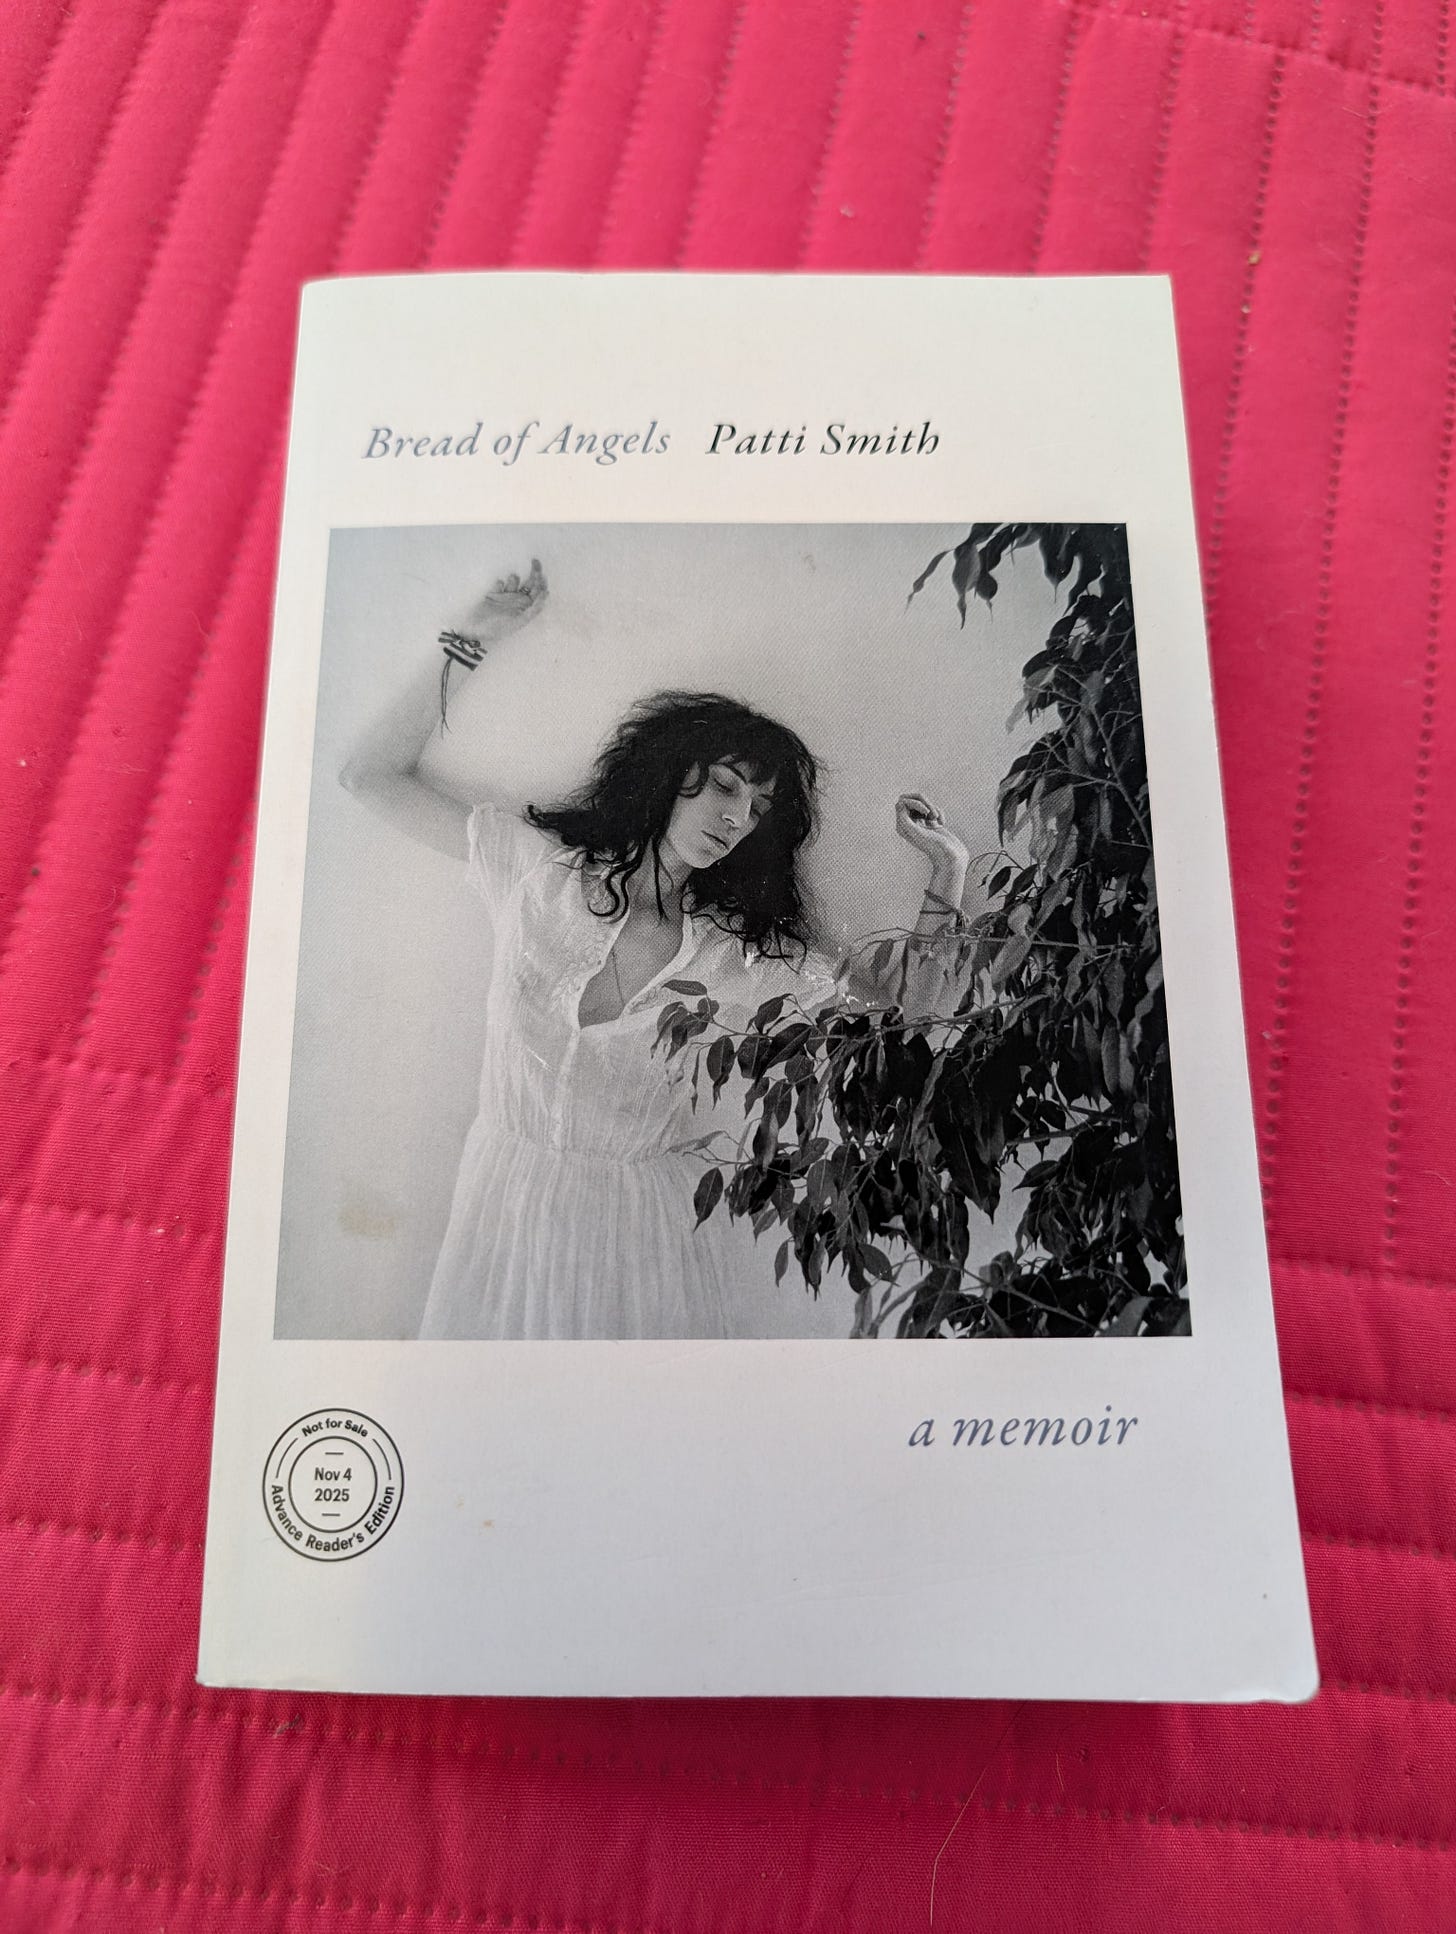 Bread of Angels Patti Smith
a memoir
Not for Sale
Nov 4
2025
Advance Reader's Edition